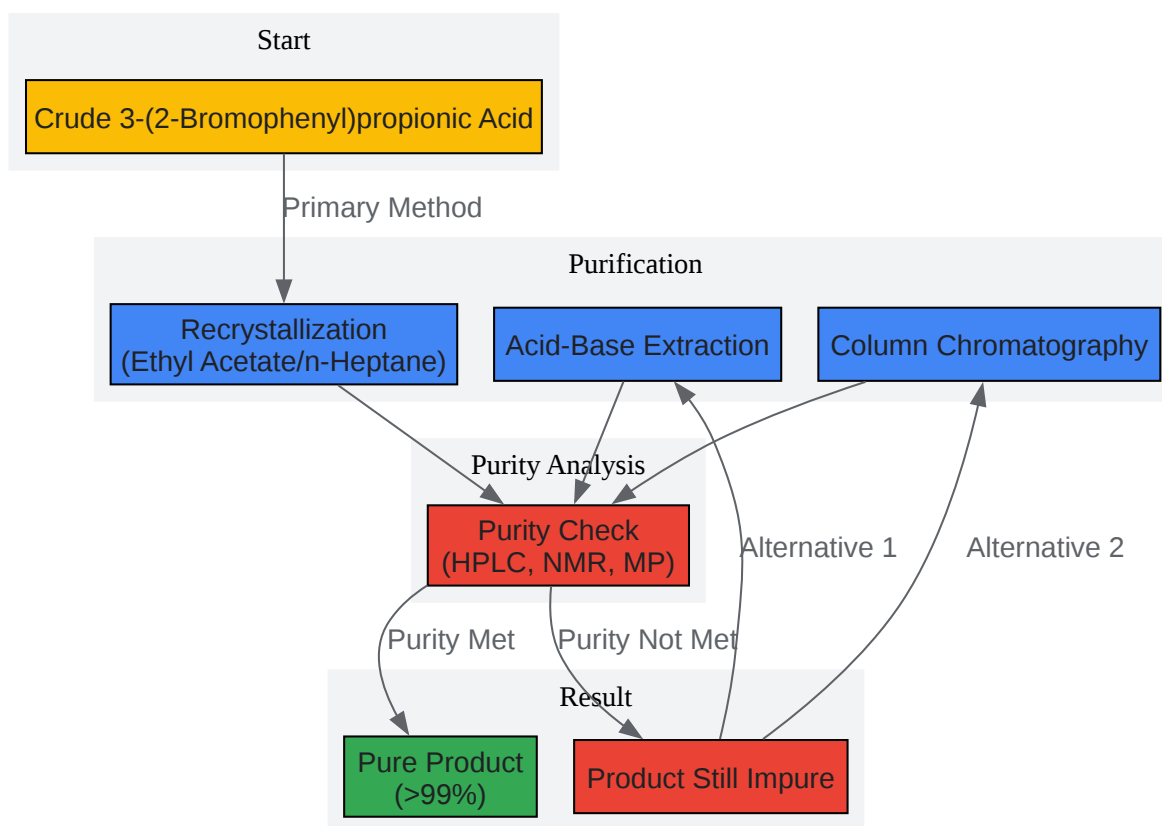 Start
Crude 3-(2-Bromophenyl)propionic Acid
Primary Method
Purification
Recrystallization
(Ethyl Acetate/n-Heptane)
Acid-Base Extraction
Column Chromatography
Purity Analysis
Purity Check
(HPLC, NMR, MP)
Alternative 1
Alternative 2
Purity Met
Purity Not Met
Result
Pure Product
(>99%)
Product Still Impure